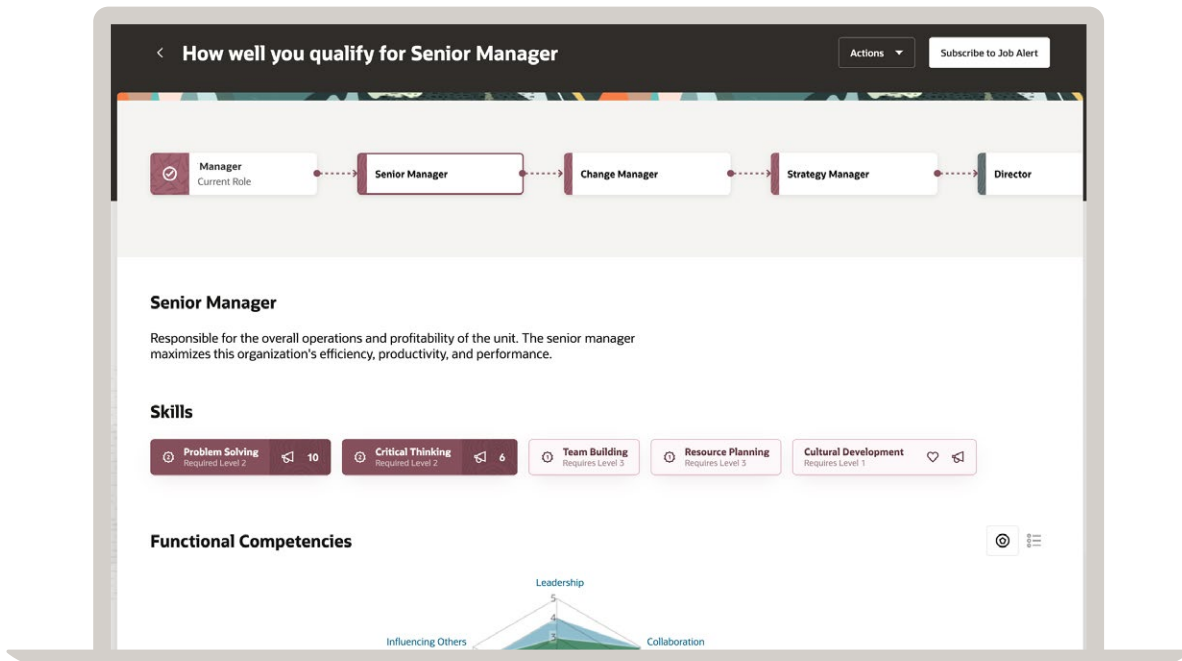 How well you qualify for Senior Manager
Actions
Subscribe to Job Alert
Manager
Current Role
Senior Manager
Change Manager
Strategy Manager
Director
Senior Manager
Responsible for the overall operations and profitability of the unit. The senior manager
maximizes this organization's efficiency, productivity, and performance.
Skills
2
Problem Solving
Required Level 2
10
2
Critical Thinking
Required Level 2
6
1
Team Building
Requires Level 3
1
Resource Planning
Requires Level 3
Cultural Development
Requires Level 1
Functional Competencies
Leadership
5
4
3
Influencing Others
Collaboration